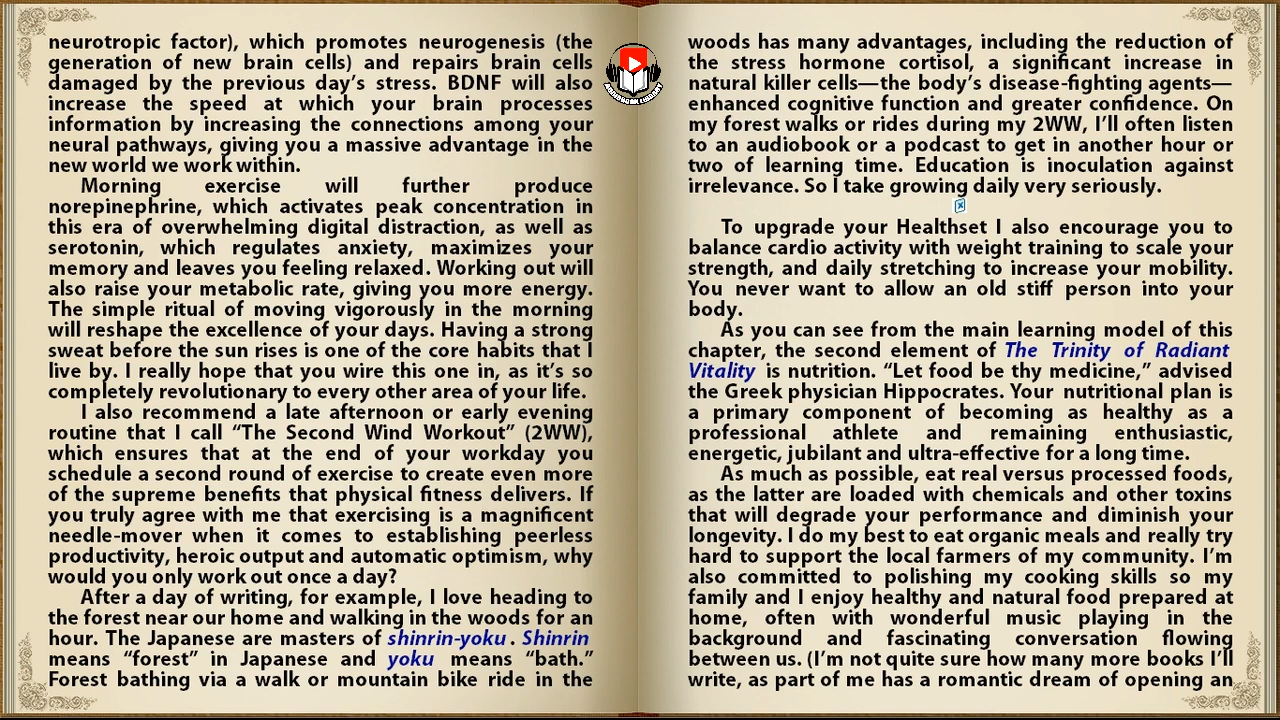 neurotropic factor), which promotes neurogenesis (the
generation of new brain cells) and repairs brain cells
damaged by the previous day's stress. BDNF will also
increase the speed at which your brain processes
information by increasing the connections among your
neural pathways, giving you a massive advantage in the
new world we work within.
Morning exercise will further produce
norepinephrine, which activates peak concentration in
this era of overwhelming digital distraction, as well as
serotonin, which regulates anxiety, maximizes your
memory and leaves you feeling relaxed. Working out will
also raise your metabolic rate, giving you more energy.
The simple ritual of moving vigorously in the morning
will reshape the excellence of your days. Having a strong
sweat before the sun rises is one of the core habits that I
live by. I really hope that you wire this one in, as it's so
completely revolutionary to every other area of your life.
I also recommend a late afternoon or early evening
routine that I call “The Second Wind Workout” (2WW),
which ensures that at the end of your workday you
schedule a second round of exercise to create even more
of the supreme benefits that physical fitness delivers. If
you truly agree with me that exercising is a magnificent
needle-mover when it comes to establishing peerless
productivity, heroic output and automatic optimism, why
would you only work out once a day?
After a day of writing, for example, I love heading to
the forest near our home and walking in the woods for an
hour. The Japanese are masters of shinrin-yoku. Shinrin
means “forest” in Japanese and yoku means “bath.”
Forest bathing via a walk or mountain bike ride in the
woods has many advantages, including the reduction of
the stress hormone cortisol, a significant increase in
natural killer cells—the body's disease-fighting agents—
enhanced cognitive function and greater confidence. On
my forest walks or rides during my 2WW, I'll often listen
to an audiobook or a podcast to get in another hour or
two of learning time. Education is inoculation against
irrelevance. So I take growing daily very seriously.
To upgrade your Healthset I also encourage you to
balance cardio activity with weight training to scale your
strength, and daily stretching to increase your mobility.
You never want to allow an old stiff person into your
body.
As you can see from the main learning model of this
chapter, the second element of The Trinity of Radiant
Vitality is nutrition. “Let food be thy medicine,” advised
the Greek physician Hippocrates. Your nutritional plan is
a primary component of becoming as healthy as a
professional athlete and remaining enthusiastic,
energetic, jubilant and ultra-effective for a long time.
As much as possible, eat real versus processed foods,
as the latter are loaded with chemicals and other toxins
that will degrade your performance and diminish your
longevity. I do my best to eat organic meals and really try
hard to support the local farmers of my community. I'm
also committed to polishing my cooking skills so my
family and I enjoy healthy and natural food prepared at
home, often with wonderful music playing in the
background and fascinating conversation flowing
between us. (I'm not quite sure how many more books I'll
write, as part of me has a romantic dream of opening an